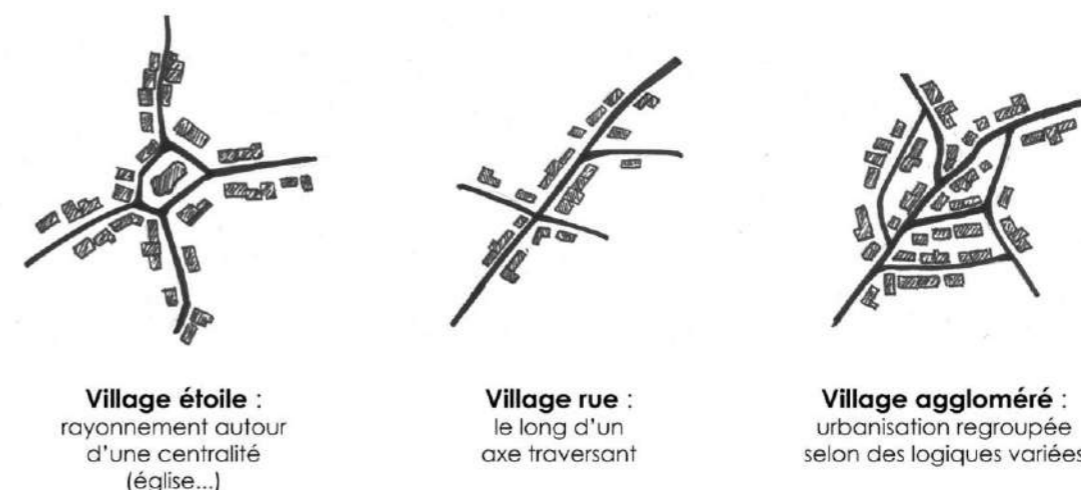 Village étoile :
rayonnement autour
d'une centralité
(église...)
Village rue :
le long d'un
axe traversant
Village aggloméré :
urbanisation regroupée
selon des logiques variées